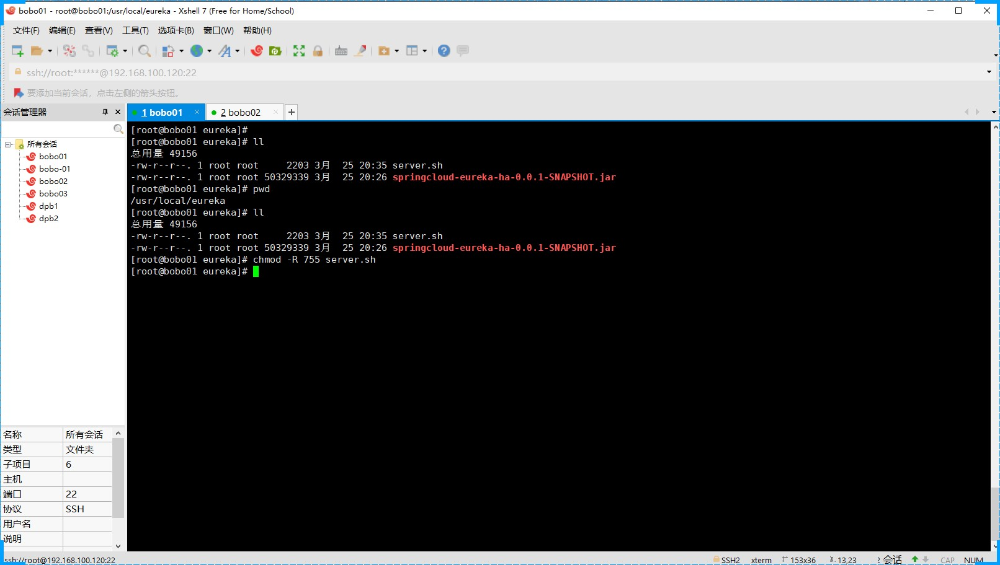 bobo01 - root@bobo01:/usr/local/eureka - Xshell 7 (Free for Home/School)
文件(F) 编辑(E) 查看(V) 工具(T) 选项卡(B) 窗口(W) 帮助(H)
ssh://root:******@192.168.100.120:22
要添加当前会话，点击左侧的箭头按钮。
会话管理器
1 bobo01
2 bobo02
所有会话
bobo01
bobo-01
bobo02
bobo03
dpb1
dpb2
[root@bobo01 eureka]#
[root@bobo01 eureka]# ll
总用量 49156
-rw-r--r--. 1 root root     2203 3月  25 20:35 server.sh
-rw-r--r--. 1 root root 50329339 3月  25 20:26 springcloud-eureka-ha-0.0.1-SNAPSHOT.jar
[root@bobo01 eureka]# pwd
/usr/local/eureka
[root@bobo01 eureka]# ll
总用量 49156
-rw-r--r--. 1 root root     2203 3月  25 20:35 server.sh
-rw-r--r--. 1 root root 50329339 3月  25 20:26 springcloud-eureka-ha-0.0.1-SNAPSHOT.jar
[root@bobo01 eureka]# chmod -R 755 server.sh
[root@bobo01 eureka]#
名称 所有会话
类型 文件夹
子项目 6
主机
端口 22
协议 SSH
用户名
说明
ssh://root@192.168.100.120:22
SSH2 xterm 153x36 13,23 2 会话 CAP NUM